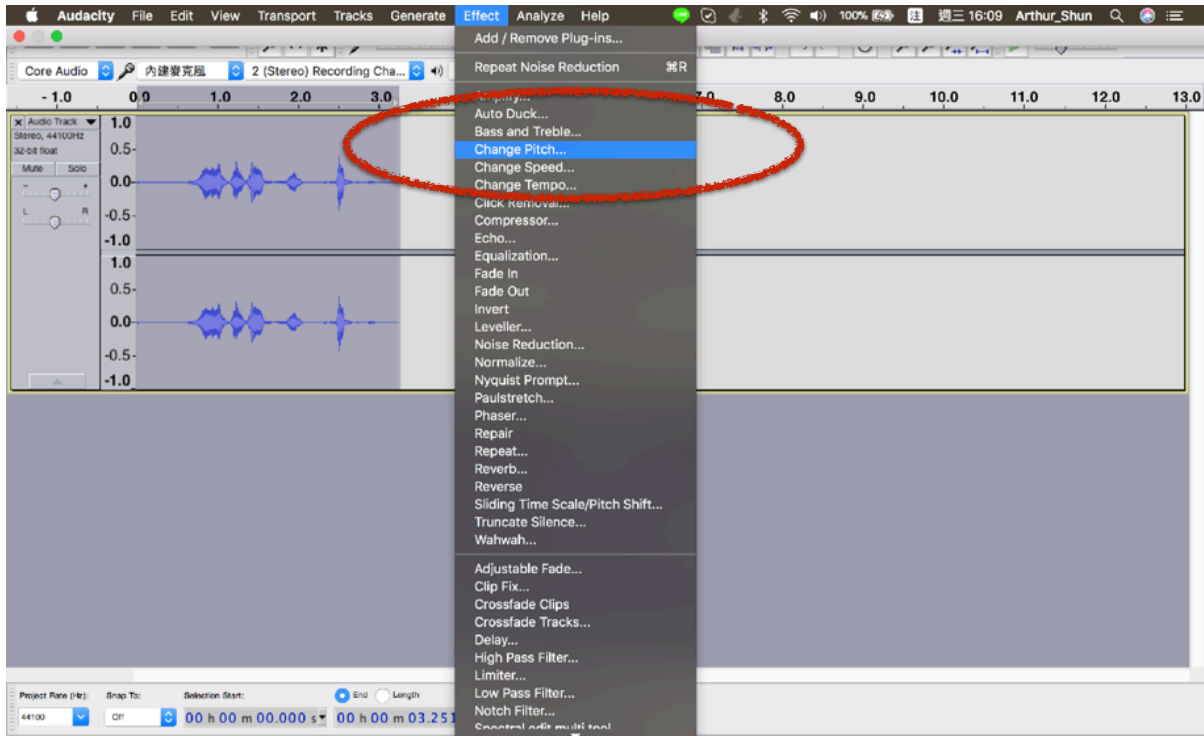 Audacity File Edit View Transport Tracks Generate Effect Analyze Help 100% 週三 16:09 Arthur_Shun
Add / Remove Plug-ins...
Core Audio 內建麥克風 2 (Stereo) Recording Cha...
Repeat Noise Reduction ⌘R
- 1.0 0.0 1.0 2.0 3.0 7.0 8.0 9.0 10.0 11.0 12.0 13.0
Amplify...
Auto Duck...
Bass and Treble...
Change Pitch...
Change Speed...
Change Tempo...
Click Removal...
Compressor...
Echo...
Equalization...
Fade In
Fade Out
Invert
Leveller...
Noise Reduction...
Normalize...
Nyquist Prompt...
Paulstretch...
Phaser...
Repair
Repeat...
Reverb...
Reverse
Sliding Time Scale/Pitch Shift...
Truncate Silence...
Wahwah...
Adjustable Fade...
Clip Fix...
Crossfade Clips
Crossfade Tracks...
Delay...
High Pass Filter...
Limiter...
Low Pass Filter...
Notch Filter...
Spectral edit multi tool
× Audio Track
Stereo, 44100Hz
32-bit float
Mute Solo
- +
L R
1.0
0.5
0.0
-0.5
-1.0
1.0
0.5
0.0
-0.5
-1.0
Project Rate (Hz): Snap To: Selection Start: End Length
44100 Off 00 h 00 m 00.000 s 00 h 00 m 03.251